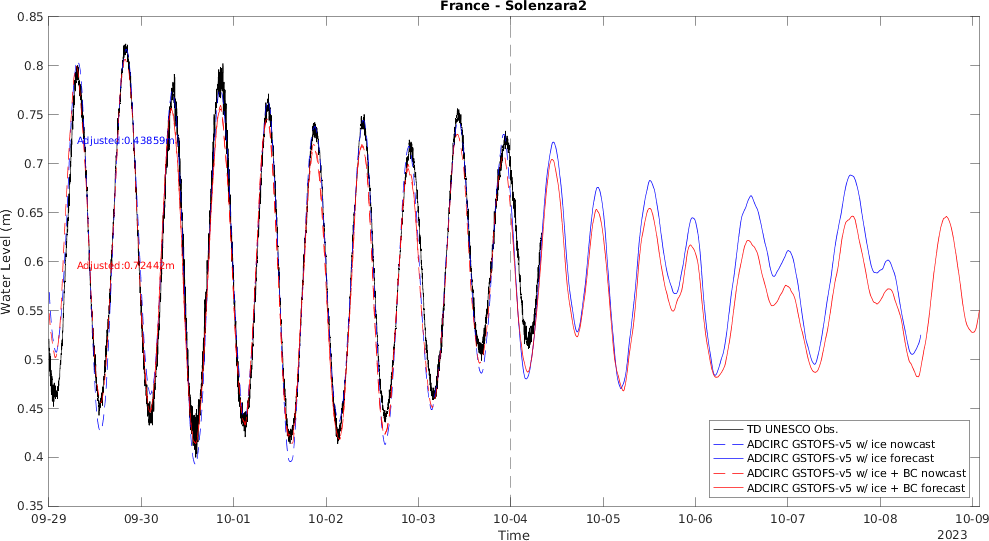 France - Solenzara2
Water Level (m)
0.85
0.8
0.75
0.7
0.65
0.6
0.55
0.5
0.45
0.4
0.35
Adjusted:0.43859m
Adjusted:0.72442m
TD UNESCO Obs.
ADCIRC GSTOFS-v5 w/ ice nowcast
ADCIRC GSTOFS-v5 w/ ice forecast
ADCIRC GSTOFS-v5 w/ ice + BC nowcast
ADCIRC GSTOFS-v5 w/ ice + BC forecast
09-29 09-30 10-01 10-02 10-03 10-04 10-05 10-06 10-07 10-08 10-09
Time
2023